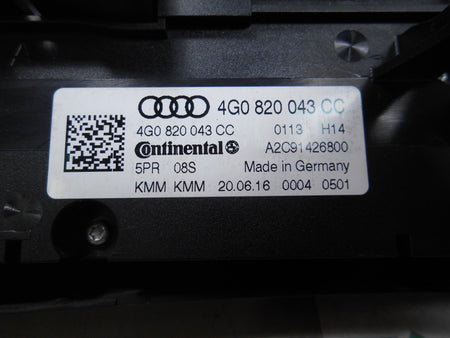 4G0 820 043 CC
4G0 820 043 CC 0113 H14
Continental A2C91426800
5PR 08S Made in Germany
KMM KMM 20.06.16 0004 0501